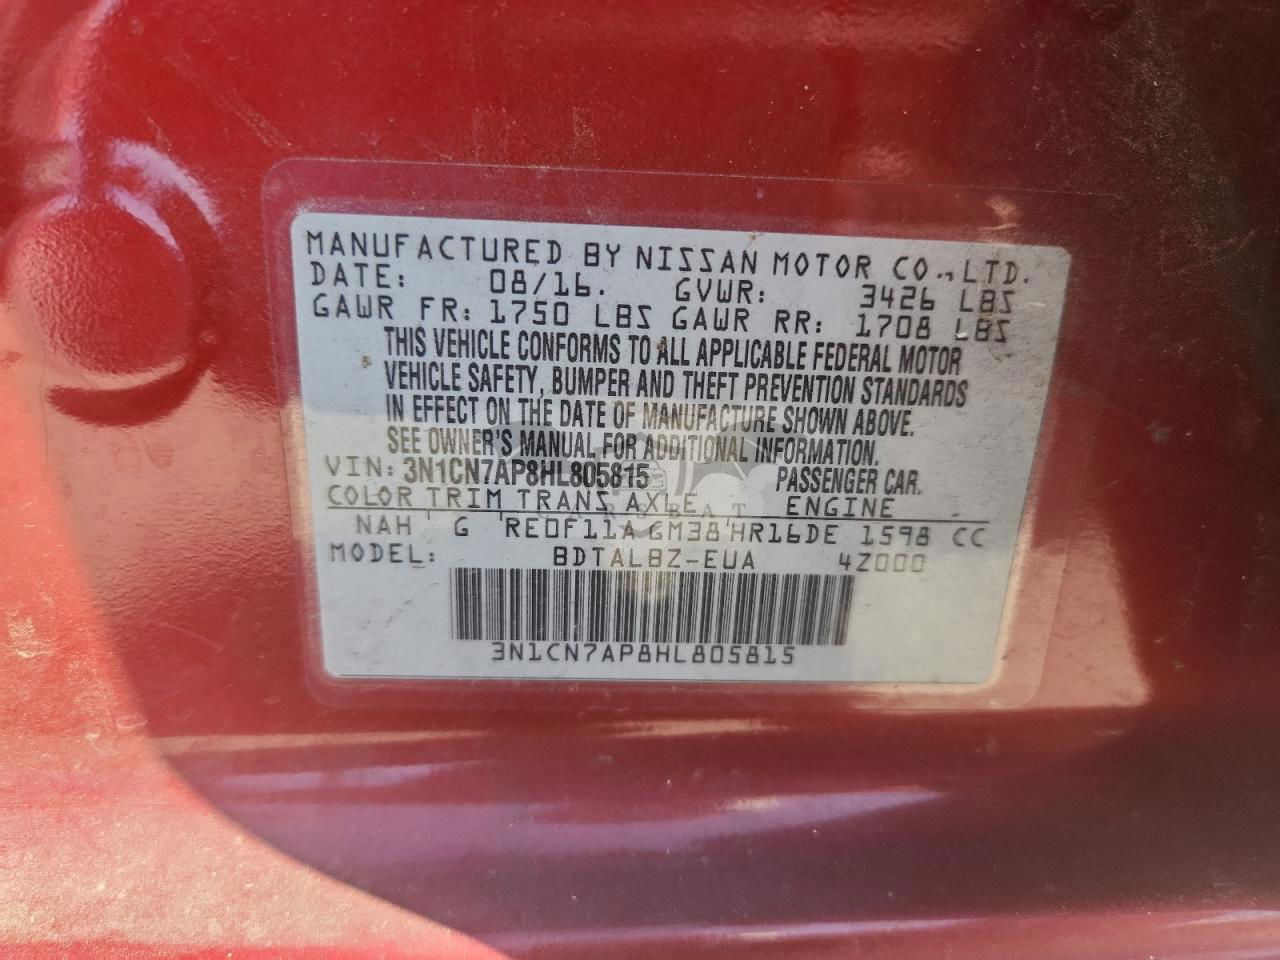 MANUFACTURED BY NISSAN MOTOR CO., LTD.
DATE: 08/16. GVWR: 3426 LBS
GAWR FR: 1750 LBS GAWR RR: 1708 LBS
THIS VEHICLE CONFORMS TO ALL APPLICABLE FEDERAL MOTOR
VEHICLE SAFETY, BUMPER AND THEFT PREVENTION STANDARDS
IN EFFECT ON THE DATE OF MANUFACTURE SHOWN ABOVE.
SEE OWNER'S MANUAL FOR ADDITIONAL INFORMATION.
VIN: 3N1CN7AP8HL805815 PASSENGER CAR.
COLOR TRIM TRANS AXLE ENGINE
NAH G RE0F11A GM38 HR16DE 1598 CC
MODEL: BDTALBZ-EUA 4Z000
3N1CN7AP8HL805815